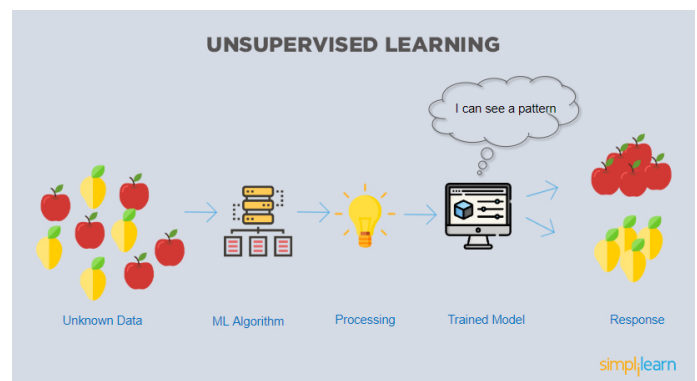 UNSUPERVISED LEARNING
I can see a pattern
Unknown Data
ML Algorithm
Processing
Trained Model
Response
simplilearn